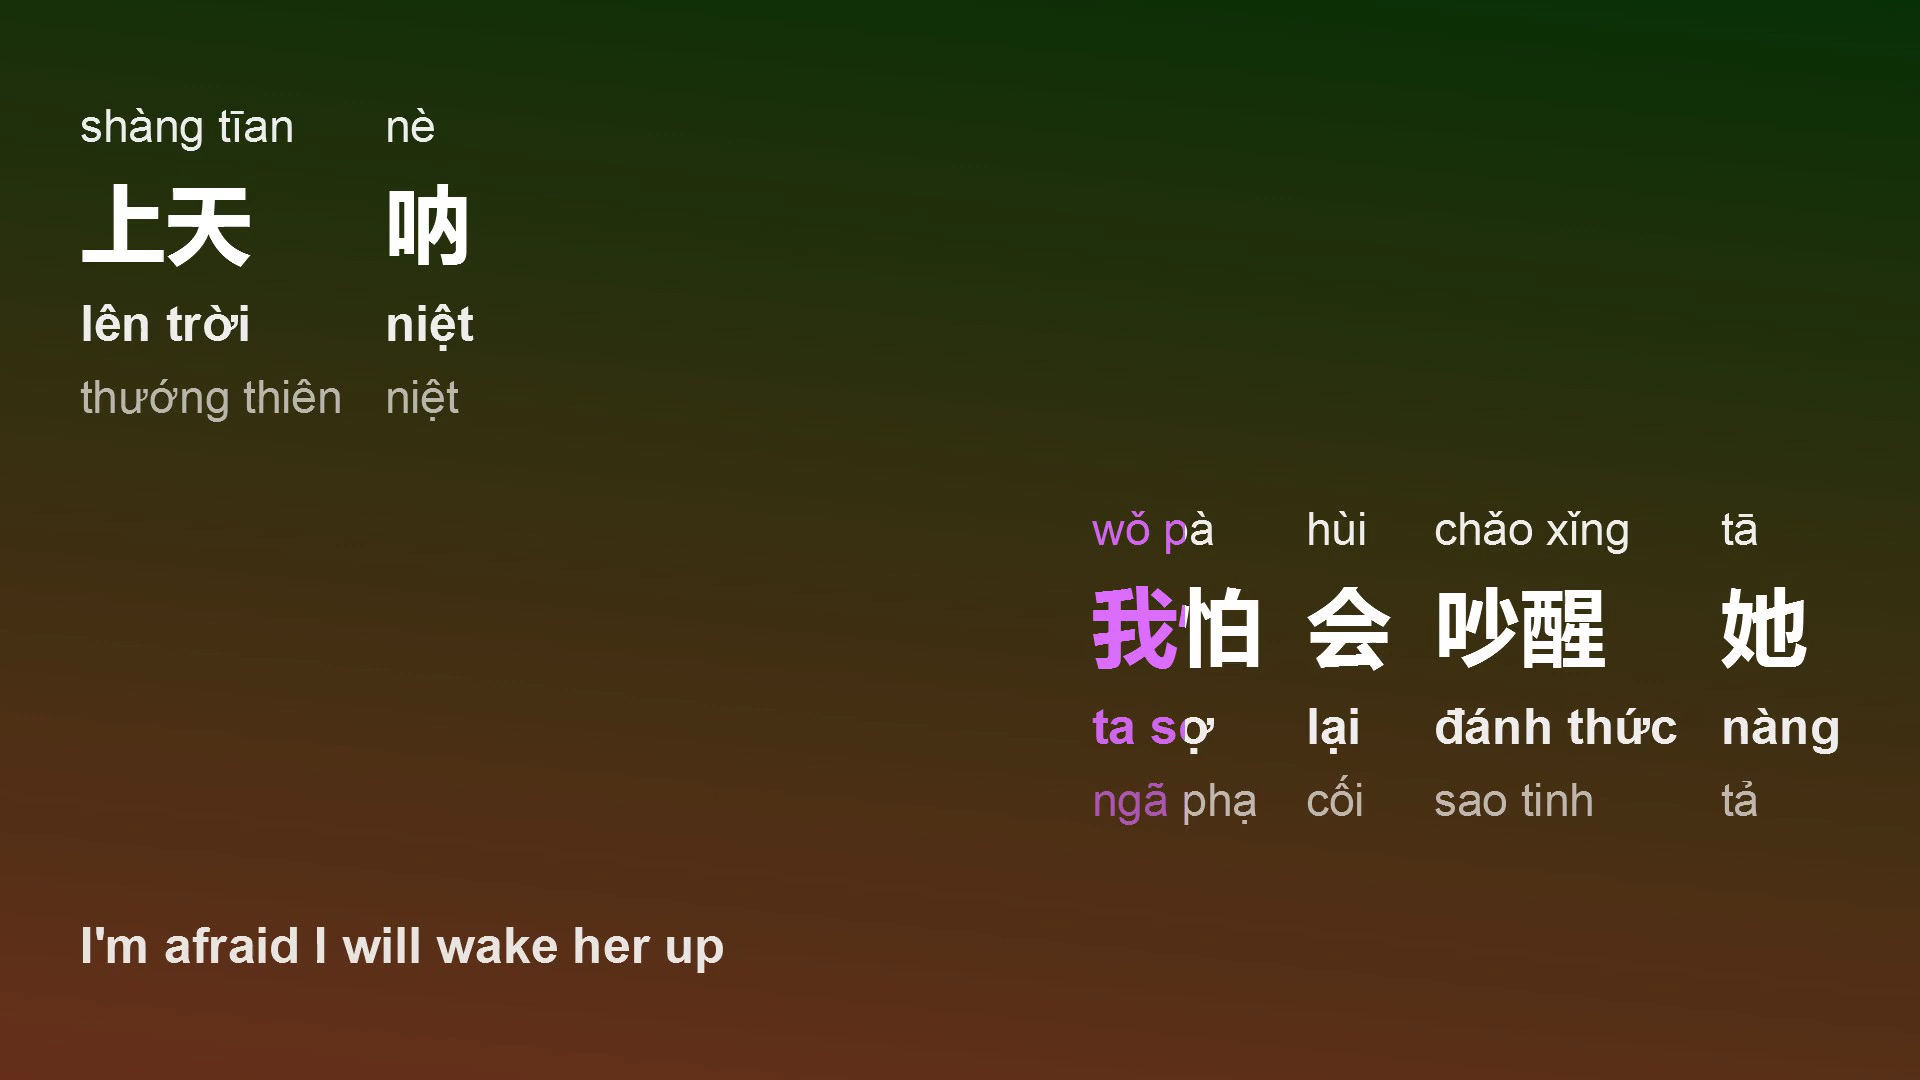 shàng tīan nè
上天 呐
lên trời niệt
thướng thiên niệt
wǒ pà hùi chǎo xǐng tā
我怕 会 吵醒 她
ta sợ lại đánh thức nàng
ngã phạ cối sao tinh tả
I'm afraid I will wake her up